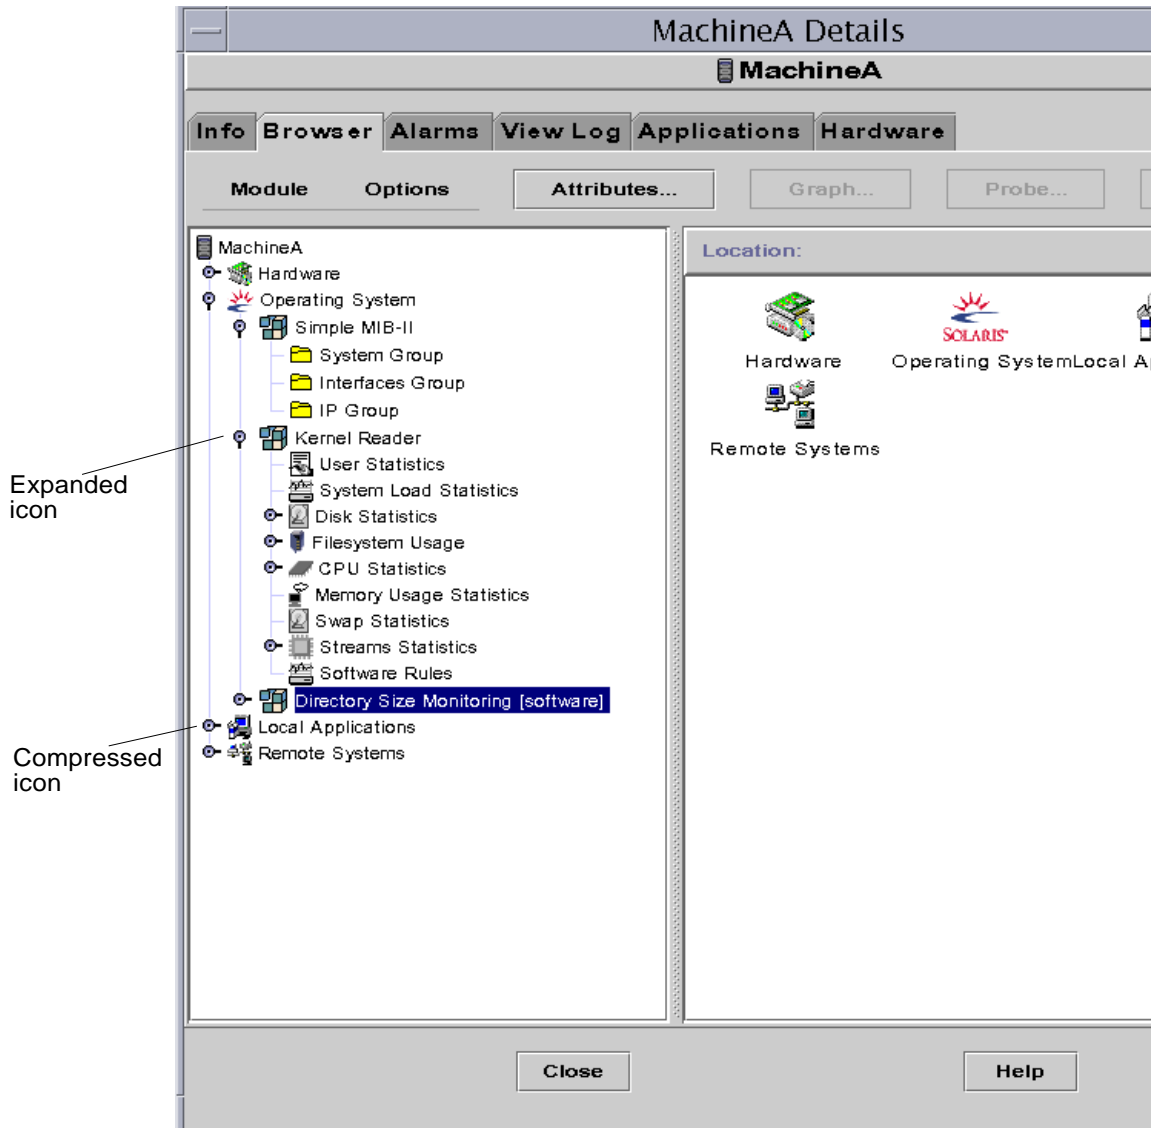 MachineA Details
MachineA
Info Browser Alarms View Log Applications Hardware
Module Options Attributes... Graph... Probe...
MachineA
Hardware
Operating System
Simple MIB-II
System Group
Interfaces Group
IP Group
Kernel Reader
User Statistics
System Load Statistics
Disk Statistics
Filesystem Usage
CPU Statistics
Memory Usage Statistics
Swap Statistics
Streams Statistics
Software Rules
Directory Size Monitoring [software]
Local Applications
Remote Systems
Expanded
icon
Compressed
icon
Location:
SOLARIS
Hardware Operating System Local A
Remote Systems
Close Help